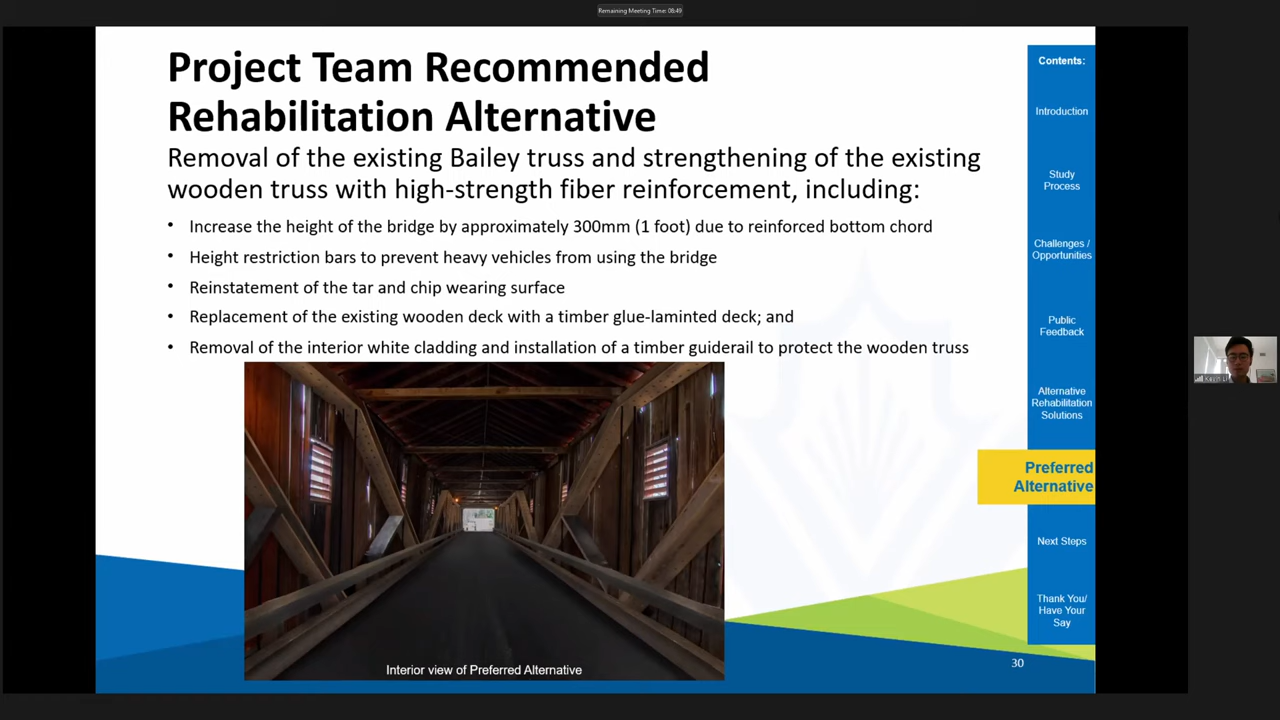 Remaining Meeting Time: 08:49
Project Team Recommended
Rehabilitation Alternative
Removal of the existing Bailey truss and strengthening of the existing
wooden truss with high-strength fiber reinforcement, including:
• Increase the height of the bridge by approximately 300mm (1 foot) due to reinforced bottom chord
• Height restriction bars to prevent heavy vehicles from using the bridge
• Reinstatement of the tar and chip wearing surface
• Replacement of the existing wooden deck with a timber glue-laminted deck; and
• Removal of the interior white cladding and installation of a timber guiderail to protect the wooden truss
Interior view of Preferred Alternative
Contents:
Introduction
Study
Process
Challenges /
Opportunities
Public
Feedback
Alternative
Rehabilitation
Solutions
Preferred
Alternative
Next Steps
Thank You/
Have Your
Say
30